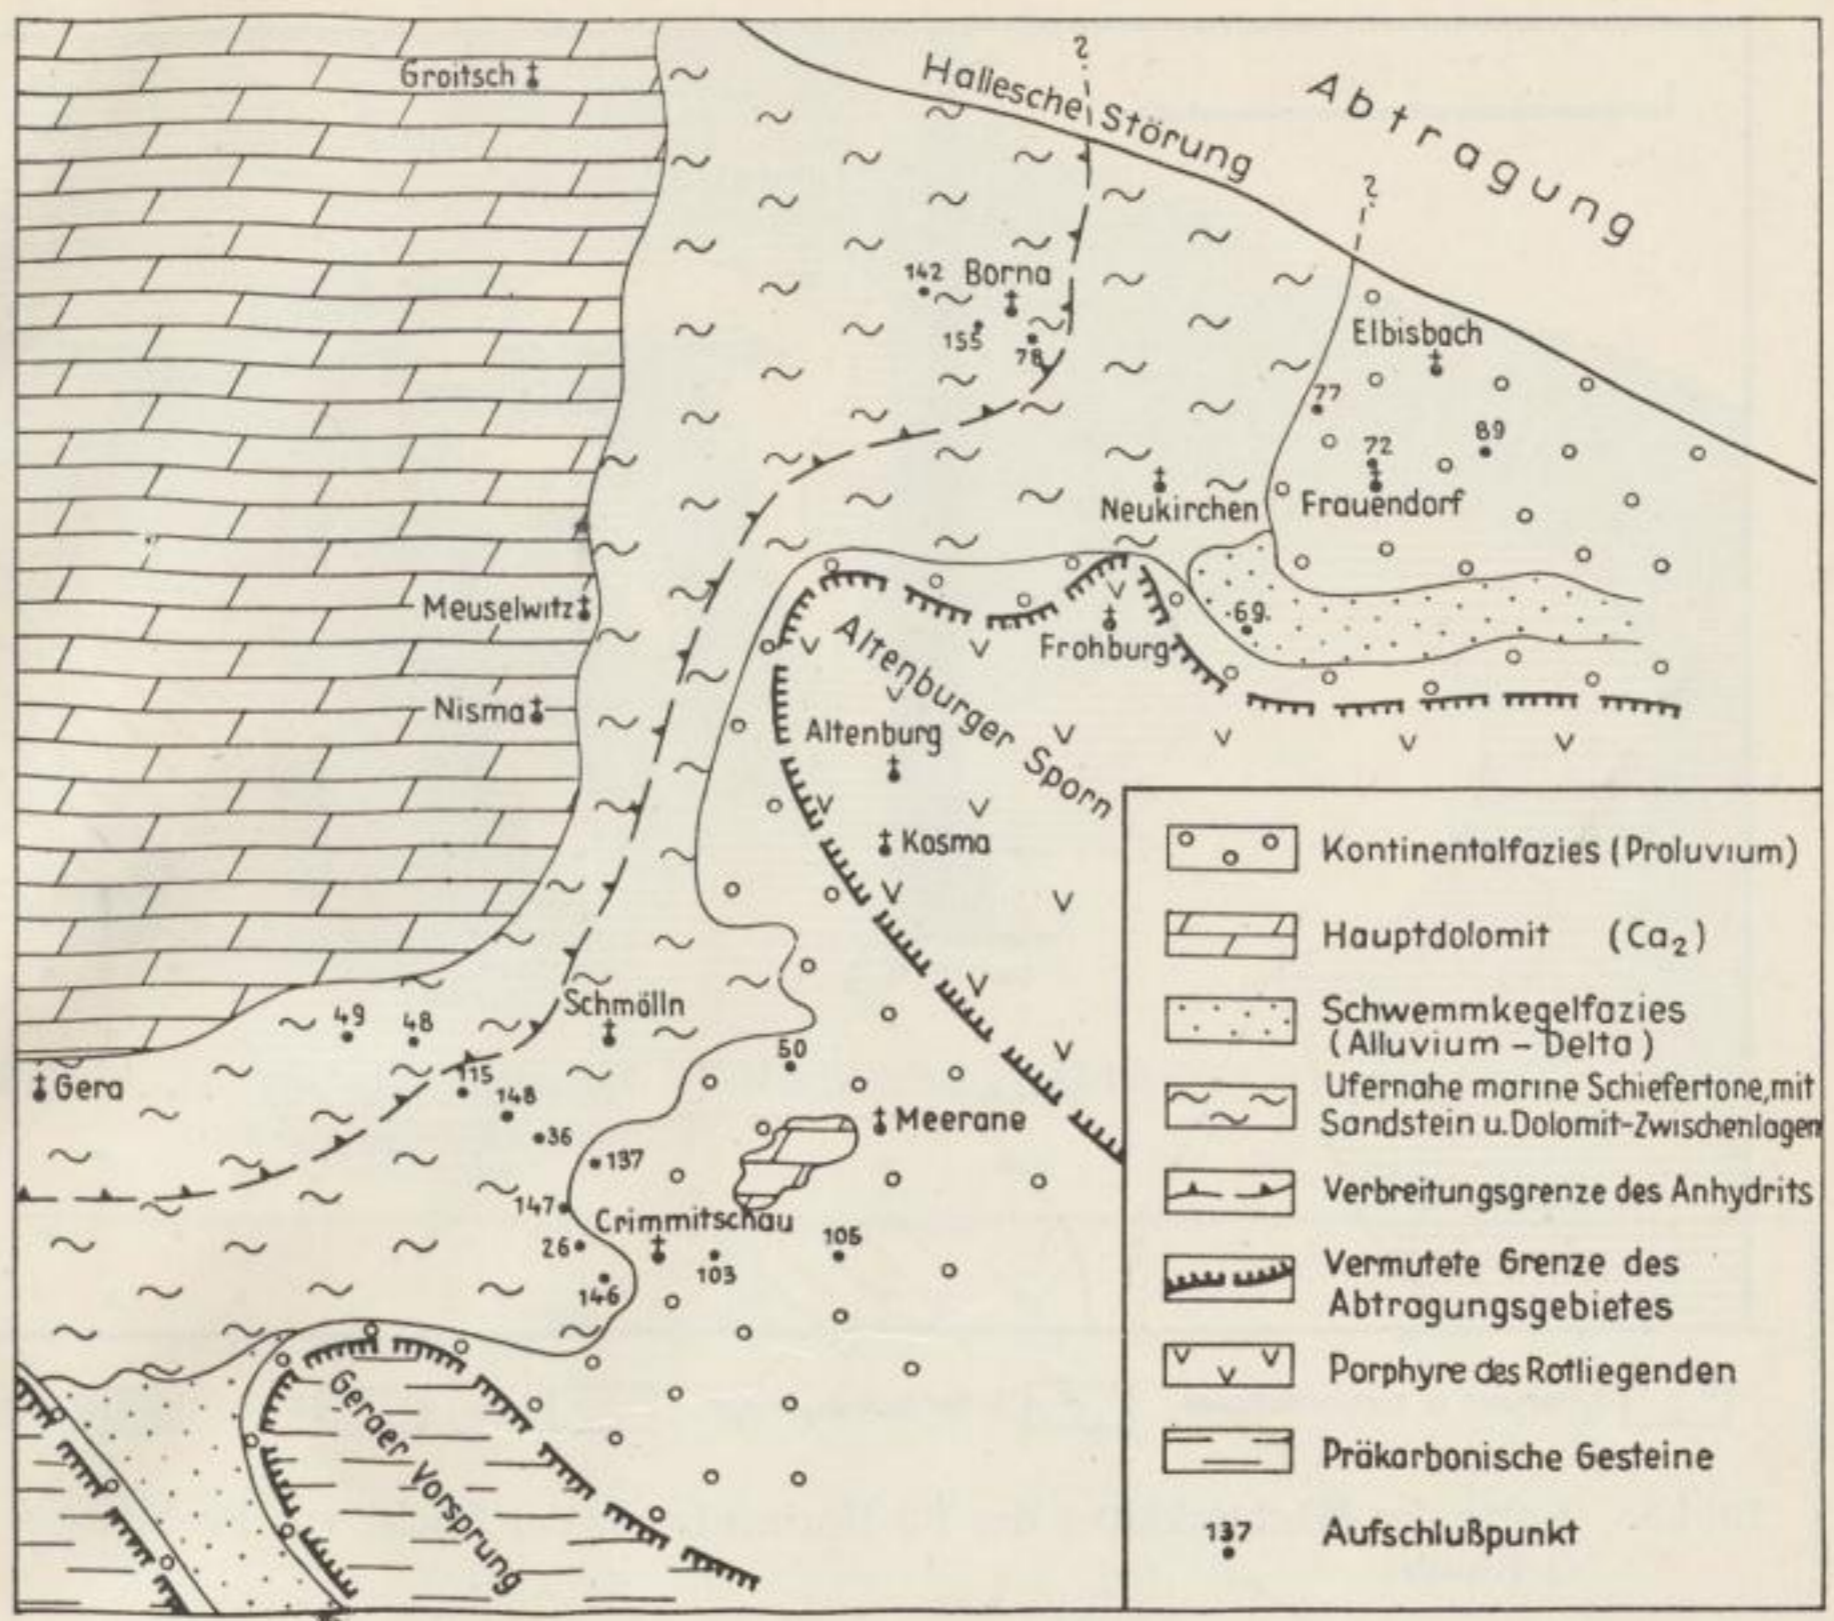 Groitsch
?
Hallesche Störung
Abtragung
?
142
Borna
155
78
Elbisbach
77
72
89
Neukirchen
Frauendorf
Meuselwitz
69
Frohburg
Altenburger Sporn
Nisma
Altenburg
Kosma
Schmölln
49
48
50
Gera
115
148
36
137
Meerane
147
Crimmitschau
26
103
105
146
Geraer Vorsprung
Kontinentalfazies (Proluvium)
Hauptdolomit (Ca2)
Schwemmkegelfazies
(Alluvium - Delta)
Ufernahe marine Schiefertone, mit
Sandstein u. Dolomit-Zwischenlagen
Verbreitungsgrenze des Anhydrits
Vermutete Grenze des
Abtragungsgebietes
Porphyre des Rotliegenden
Präkarbonische Gesteine
137
Aufschlußpunkt